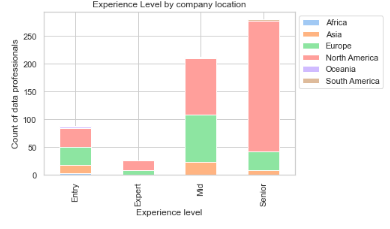 Experience Level by company location
Africa
Asia
Europe
North America
Oceania
South America
Count of data professionals
250
200
150
100
50
0
Entry
Expert
Mid
Senior
Experience level